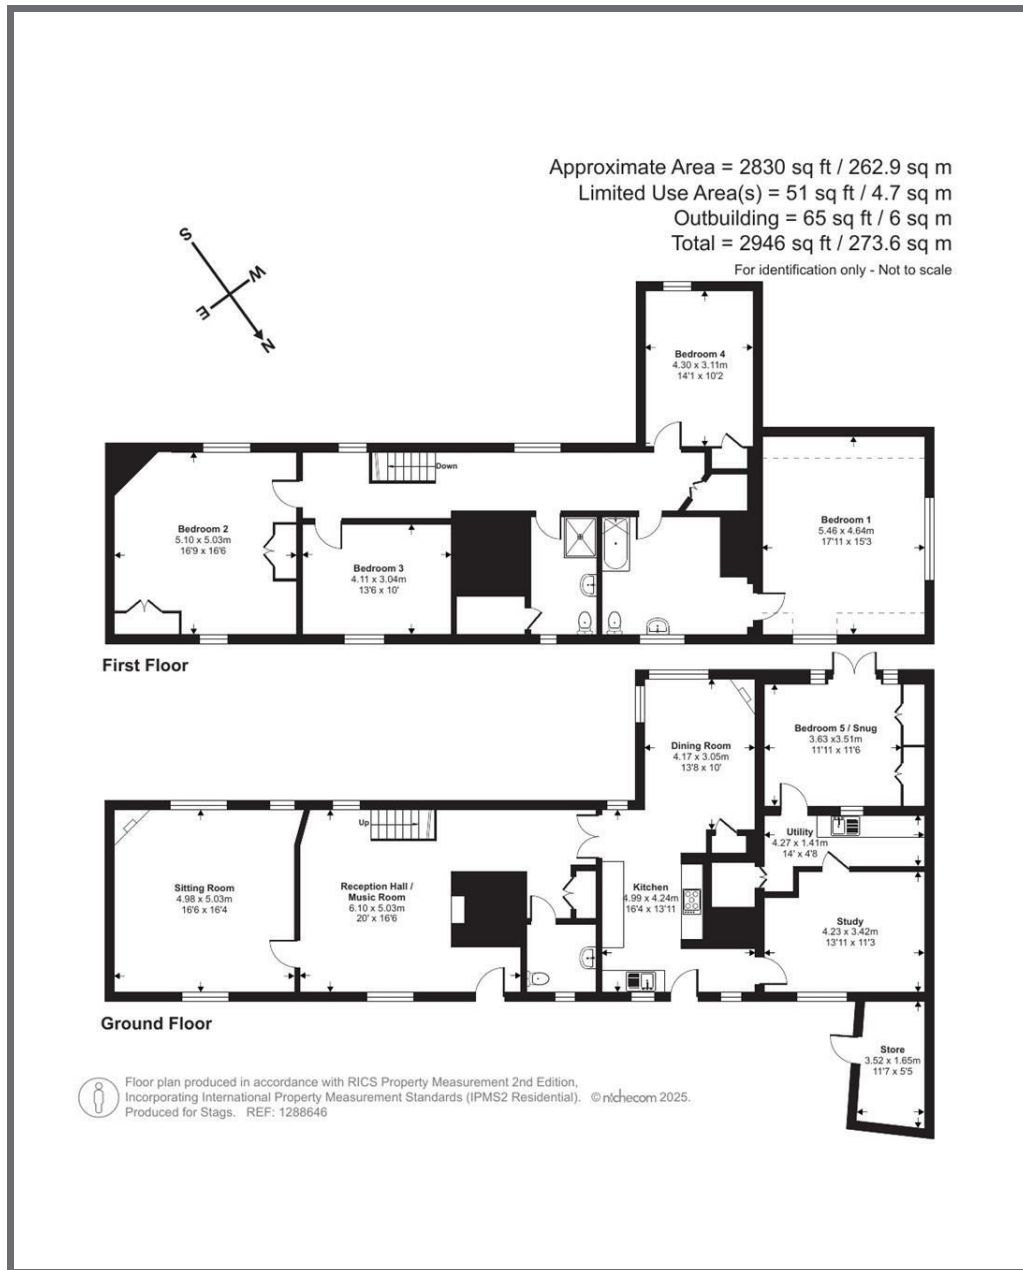 Approximate Area = 2830 sq ft / 262.9 sq m
Limited Use Area(s) = 51 sq ft / 4.7 sq m
Outbuilding = 65 sq ft / 6 sq m
Total = 2946 sq ft / 273.6 sq m
For identification only - Not to scale
S
W
E
N
Bedroom 4
4.30 x 3.11m
14'1 x 10'2
Down
Bedroom 2
5.10 x 5.03m
16'9 x 16'6
Bedroom 3
4.11 x 3.04m
13'6 x 10'
Bedroom 1
5.46 x 4.64m
17'11 x 15'3
First Floor
Dining Room
4.17 x 3.05m
13'8 x 10'
Bedroom 5 / Snug
3.63 x3.51m
11'11 x 11'6
Up
Utility
4.27 x 1.41m
14' x 4'8
Sitting Room
4.98 x 5.03m
16'6 x 16'4
Reception Hall /
Music Room
6.10 x 5.03m
20' x 16'6
Kitchen
4.99 x 4.24m
16'4 x 13'11
Study
4.23 x 3.42m
13'11 x 11'3
Ground Floor
Store
3.52 x 1.65m
11'7 x 5'5
Floor plan produced in accordance with RICS Property Measurement 2nd Edition,
Incorporating International Property Measurement Standards (IPMS2 Residential). © nichecom 2025.
Produced for Stags. REF: 1288646